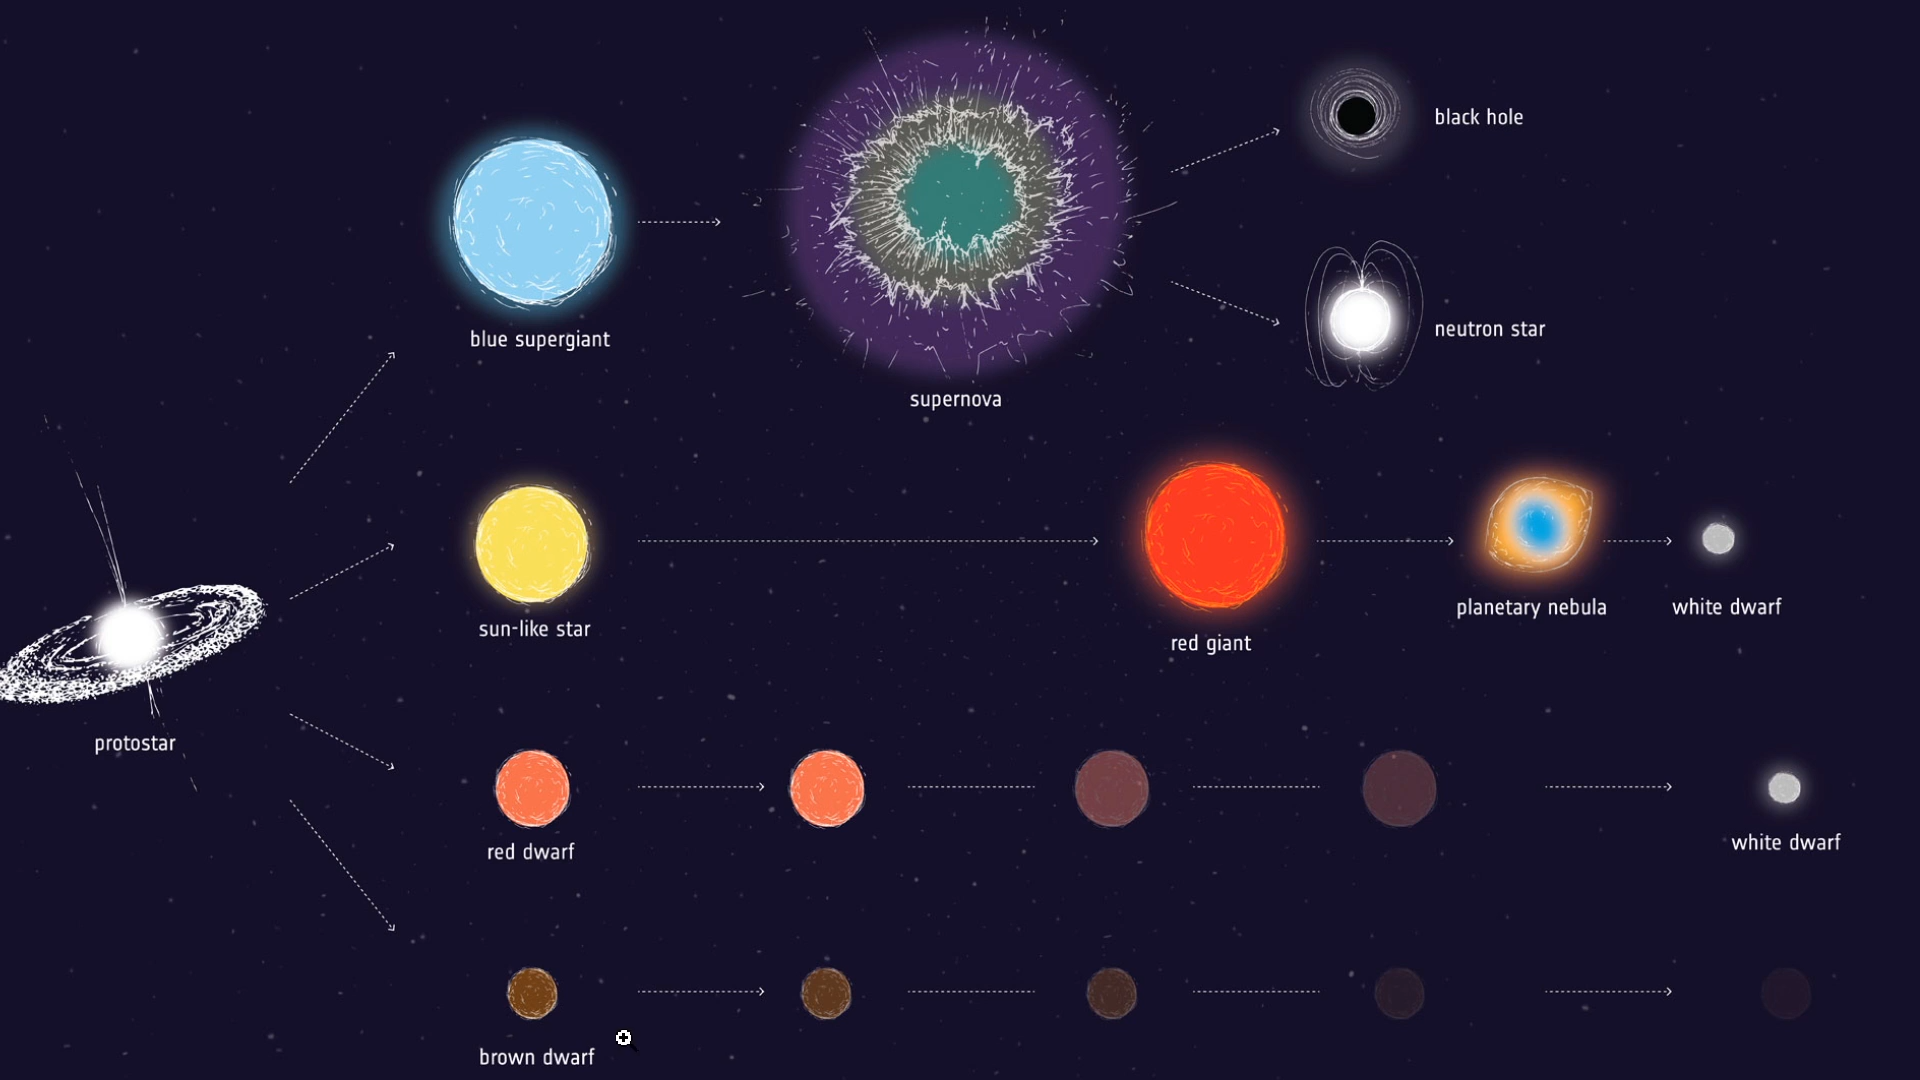 black hole
blue supergiant
neutron star
supernova
sun-like star
red giant
planetary nebula
white dwarf
protostar
red dwarf
white dwarf
brown dwarf